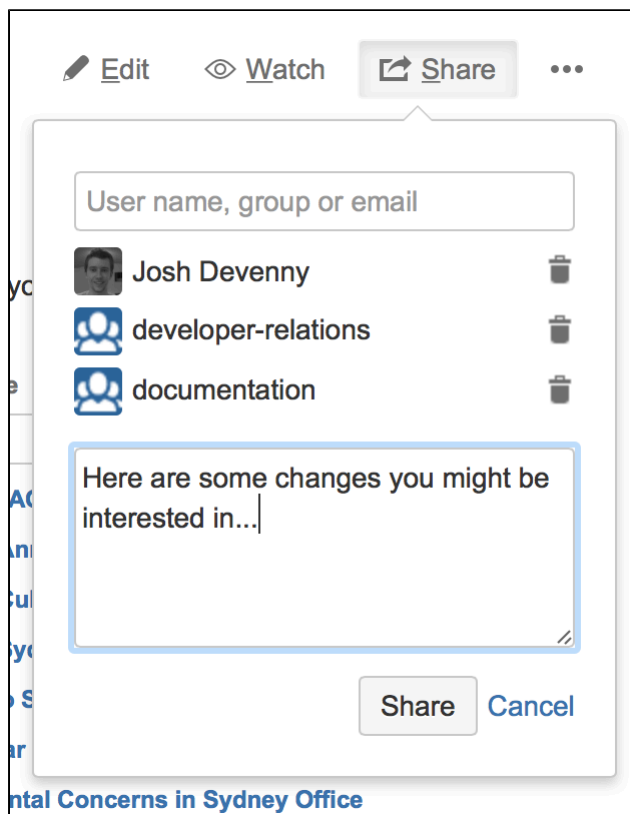 Edit Watch Share
User name, group or email
Josh Devenny
developer-relations
documentation
Here are some changes you might be
interested in...
Share Cancel
ntal Concerns in Sydney Office